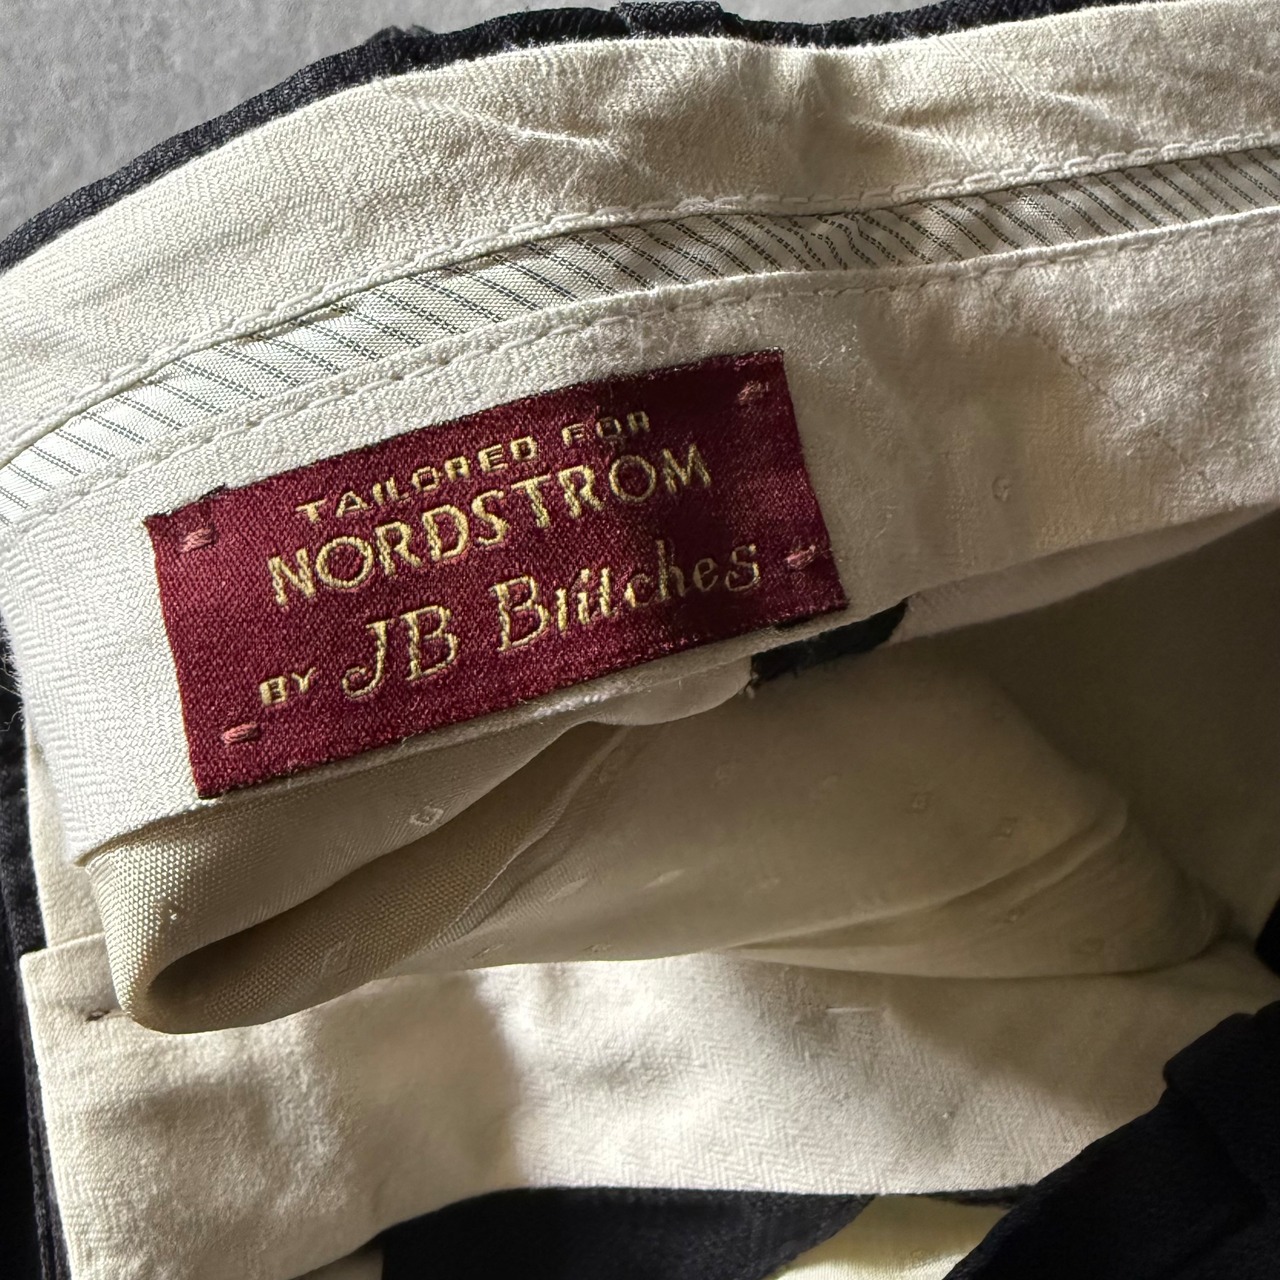 TAILORED FOR
NORDSTROM
BY JB Britches